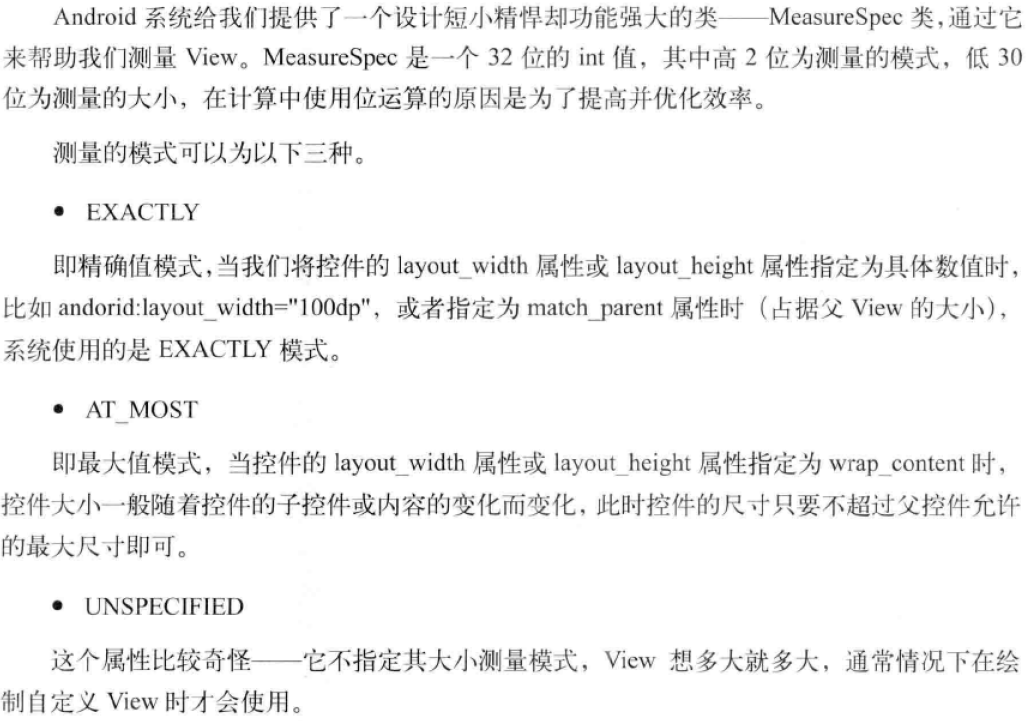 Android 系统给我们提供了一个设计短小精悍却功能强大的类——MeasureSpec 类,通过它
来帮助我们测量 View。MeasureSpec 是一个 32 位的 int 值，其中高 2 位为测量的模式，低 30
位为测量的大小，在计算中使用位运算的原因是为了提高并优化效率。
测量的模式可以为以下三种。
● EXACTLY
即精确值模式,当我们将控件的 layout_width 属性或 layout_height 属性指定为具体数值时，
比如 andorid:layout_width="100dp"，或者指定为 match_parent 属性时（占据父 View 的大小），
系统使用的是 EXACTLY 模式。
● AT_MOST
即最大值模式，当控件的 layout_width 属性或 layout_height 属性指定为 wrap_content 时，
控件大小一般随着控件的子控件或内容的变化而变化，此时控件的尺寸只要不超过父控件允许
的最大尺寸即可。
● UNSPECIFIED
这个属性比较奇怪——它不指定其大小测量模式，View 想多大就多大，通常情况下在绘
制自定义 View 时才会使用。